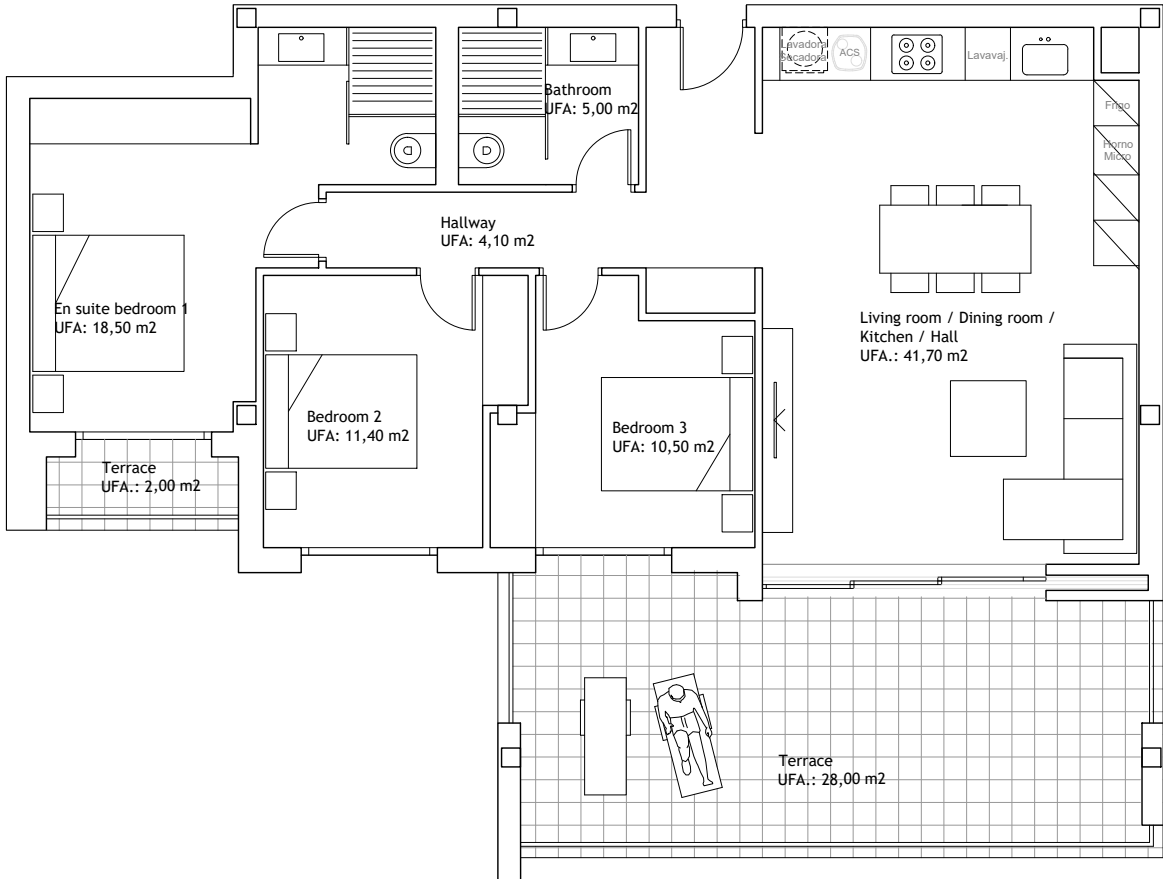 Lavadora
Secadora
ACS
Lavavaj.
Bathroom
UFA: 5,00 m2
Frigo
Horno
Micro
Hallway
UFA: 4,10 m2
En suite bedroom 1
UFA: 18,50 m2
Living room / Dining room /
Kitchen / Hall
UFA.: 41,70 m2
Bedroom 2
UFA: 11,40 m2
Bedroom 3
UFA: 10,50 m2
Terrace
UFA.: 2,00 m2
Terrace
UFA.: 28,00 m2